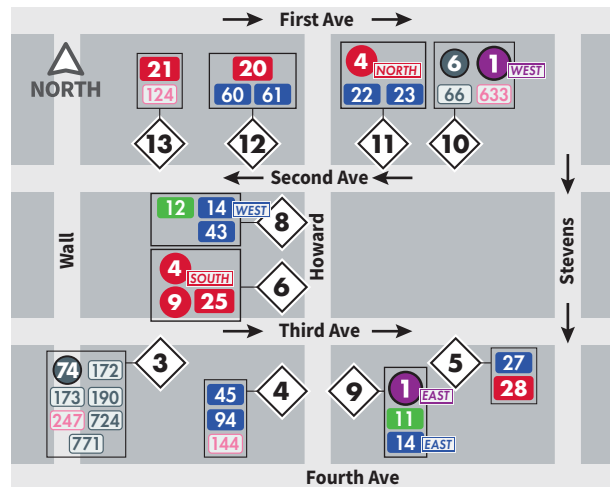 First Ave
NORTH
21
124
13
20
60 61
12
4 NORTH
22 23
11
6 1 WEST
66 633
10
Second Ave
12 14 WEST
43
8
4 SOUTH
9 25
6
Wall
Howard
Stevens
Third Ave
74 172
173 190
247 724
771
3
45
94
144
4
9
1 EAST
11
14 EAST
5
27
28
Fourth Ave